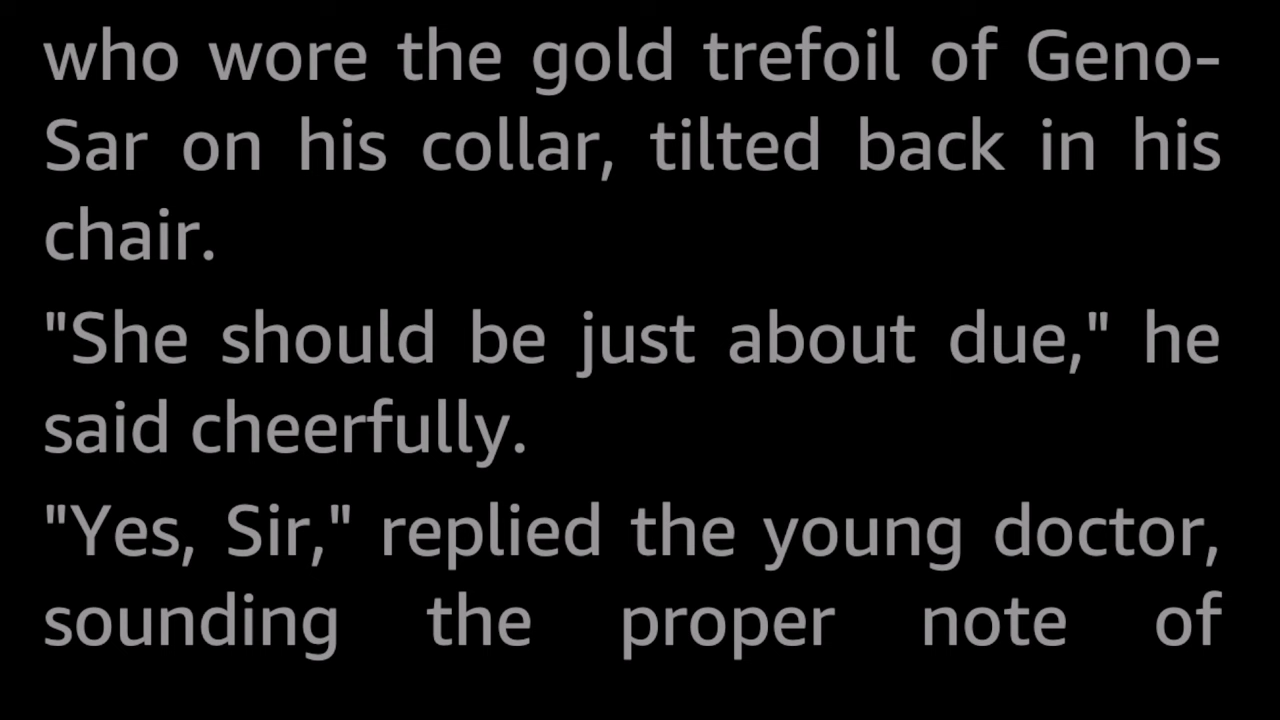 who wore the gold trefoil of Geno-
Sar on his collar, tilted back in his
chair.
"She should be just about due," he
said cheerfully.
"Yes, Sir," replied the young doctor,
sounding the proper note of